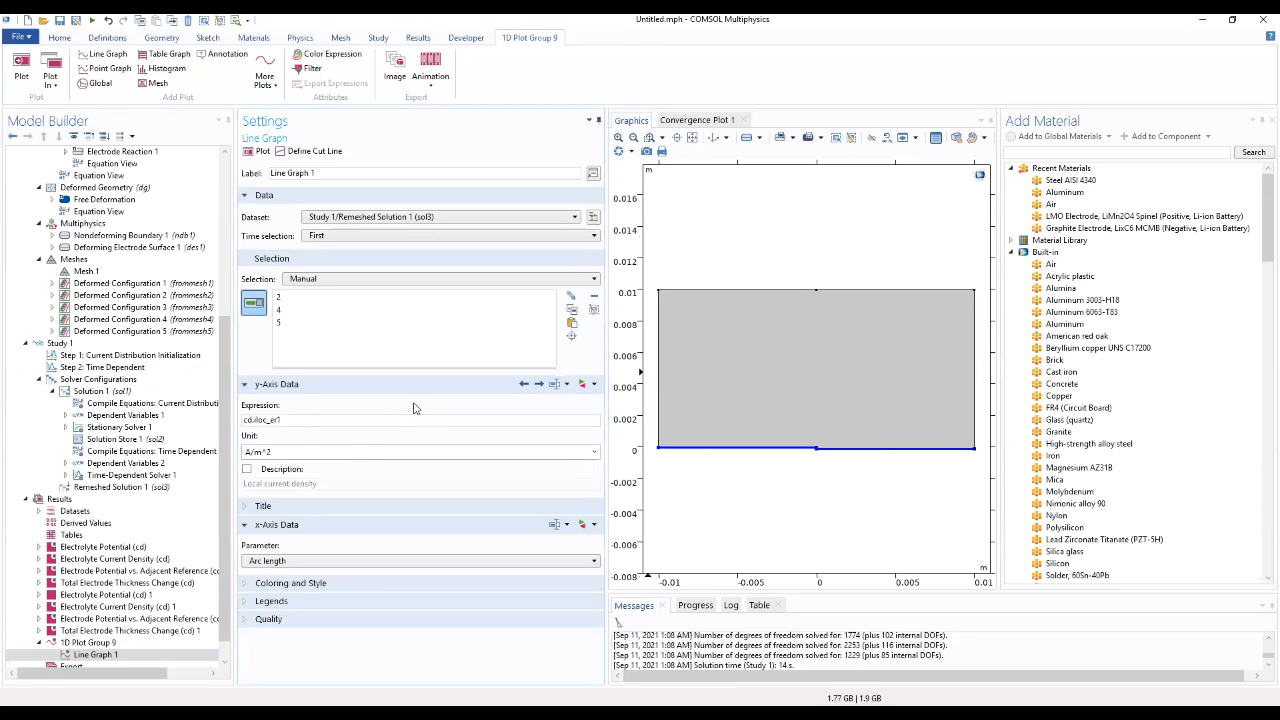 Untitled.mph - COMSOL Multiphysics
File Home Definitions Geometry Sketch Materials Physics Mesh Study Results Developer 1D Plot Group 9
Plot
Plot In
Plot
Line Graph Table Graph Annotation
Point Graph Histogram
Global Mesh
More Plots
Add Plot
Color Expression
Filter
Export Expressions
Attributes
Image Animation
Export
Model Builder
Electrode Reaction 1
Equation View
Equation View
Deformed Geometry (dg)
Free Deformation
Equation View
Multiphysics
Nondeforming Boundary 1 (ndb1)
Deforming Electrode Surface 1 (des1)
Meshes
Mesh 1
Deformed Configuration 1 (frommesh1)
Deformed Configuration 2 (frommesh2)
Deformed Configuration 3 (frommesh3)
Deformed Configuration 4 (frommesh4)
Deformed Configuration 5 (frommesh5)
Study 1
Step 1: Current Distribution Initialization
Step 2: Time Dependent
Solver Configurations
Solution 1 (sol1)
Compile Equations: Current Distributi
Dependent Variables 1
Stationary Solver 1
Solution Store 1 (sol2)
Compile Equations: Time Dependent
Dependent Variables 2
Time-Dependent Solver 1
Remeshed Solution 1 (sol3)
Results
Datasets
Derived Values
Tables
Electrolyte Potential (cd)
Electrolyte Current Density (cd)
Electrode Potential vs. Adjacent Reference (cd)
Total Electrode Thickness Change (cd)
Electrolyte Potential (cd) 1
Electrolyte Current Density (cd) 1
Electrode Potential vs. Adjacent Reference (cd)
Total Electrode Thickness Change (cd) 1
1D Plot Group 9
Line Graph 1
Export
Settings
Line Graph
Plot Define Cut Line
Label: Line Graph 1
Data
Dataset: Study 1/Remeshed Solution 1 (sol3)
Time selection: First
Selection
Selection: Manual
2
4
5
y-Axis Data
Expression:
cd.iloc_er1
Unit:
A/m^2
Description:
Local current density
Title
x-Axis Data
Parameter:
Arc length
Coloring and Style
Legends
Quality
Graphics Convergence Plot 1
m
0.016
0.014
0.012
0.01
0.008
0.006
0.004
0.002
0
-0.002
-0.004
-0.006
-0.008
m
-0.01 -0.005 0 0.005 0.01
Messages Progress Log Table
[Sep 11, 2021 1:08 AM] Number of degrees of freedom solved for: 1774 (plus 102 internal DOFs).
[Sep 11, 2021 1:08 AM] Number of degrees of freedom solved for: 2253 (plus 116 internal DOFs).
[Sep 11, 2021 1:08 AM] Number of degrees of freedom solved for: 1229 (plus 85 internal DOFs).
[Sep 11, 2021 1:08 AM] Solution time (Study 1): 14 s.
Add Material
Add to Global Materials Add to Component
Search
Recent Materials
Steel AISI 4340
Aluminum
Air
LMO Electrode, LiMn2O4 Spinel (Positive, Li-ion Battery)
Graphite Electrode, LixC6 MCMB (Negative, Li-ion Battery)
Material Library
Built-in
Air
Acrylic plastic
Alumina
Aluminum 3003-H18
Aluminum 6063-T83
Aluminum
American red oak
Beryllium copper UNS C17200
Brick
Cast iron
Concrete
Copper
FR4 (Circuit Board)
Glass (quartz)
Granite
High-strength alloy steel
Iron
Magnesium AZ31B
Mica
Molybdenum
Nimonic alloy 90
Nylon
Polysilicon
Lead Zirconate Titanate (PZT-5H)
Silica glass
Silicon
Solder, 60Sn-40Pb
1.77 GB | 1.9 GB